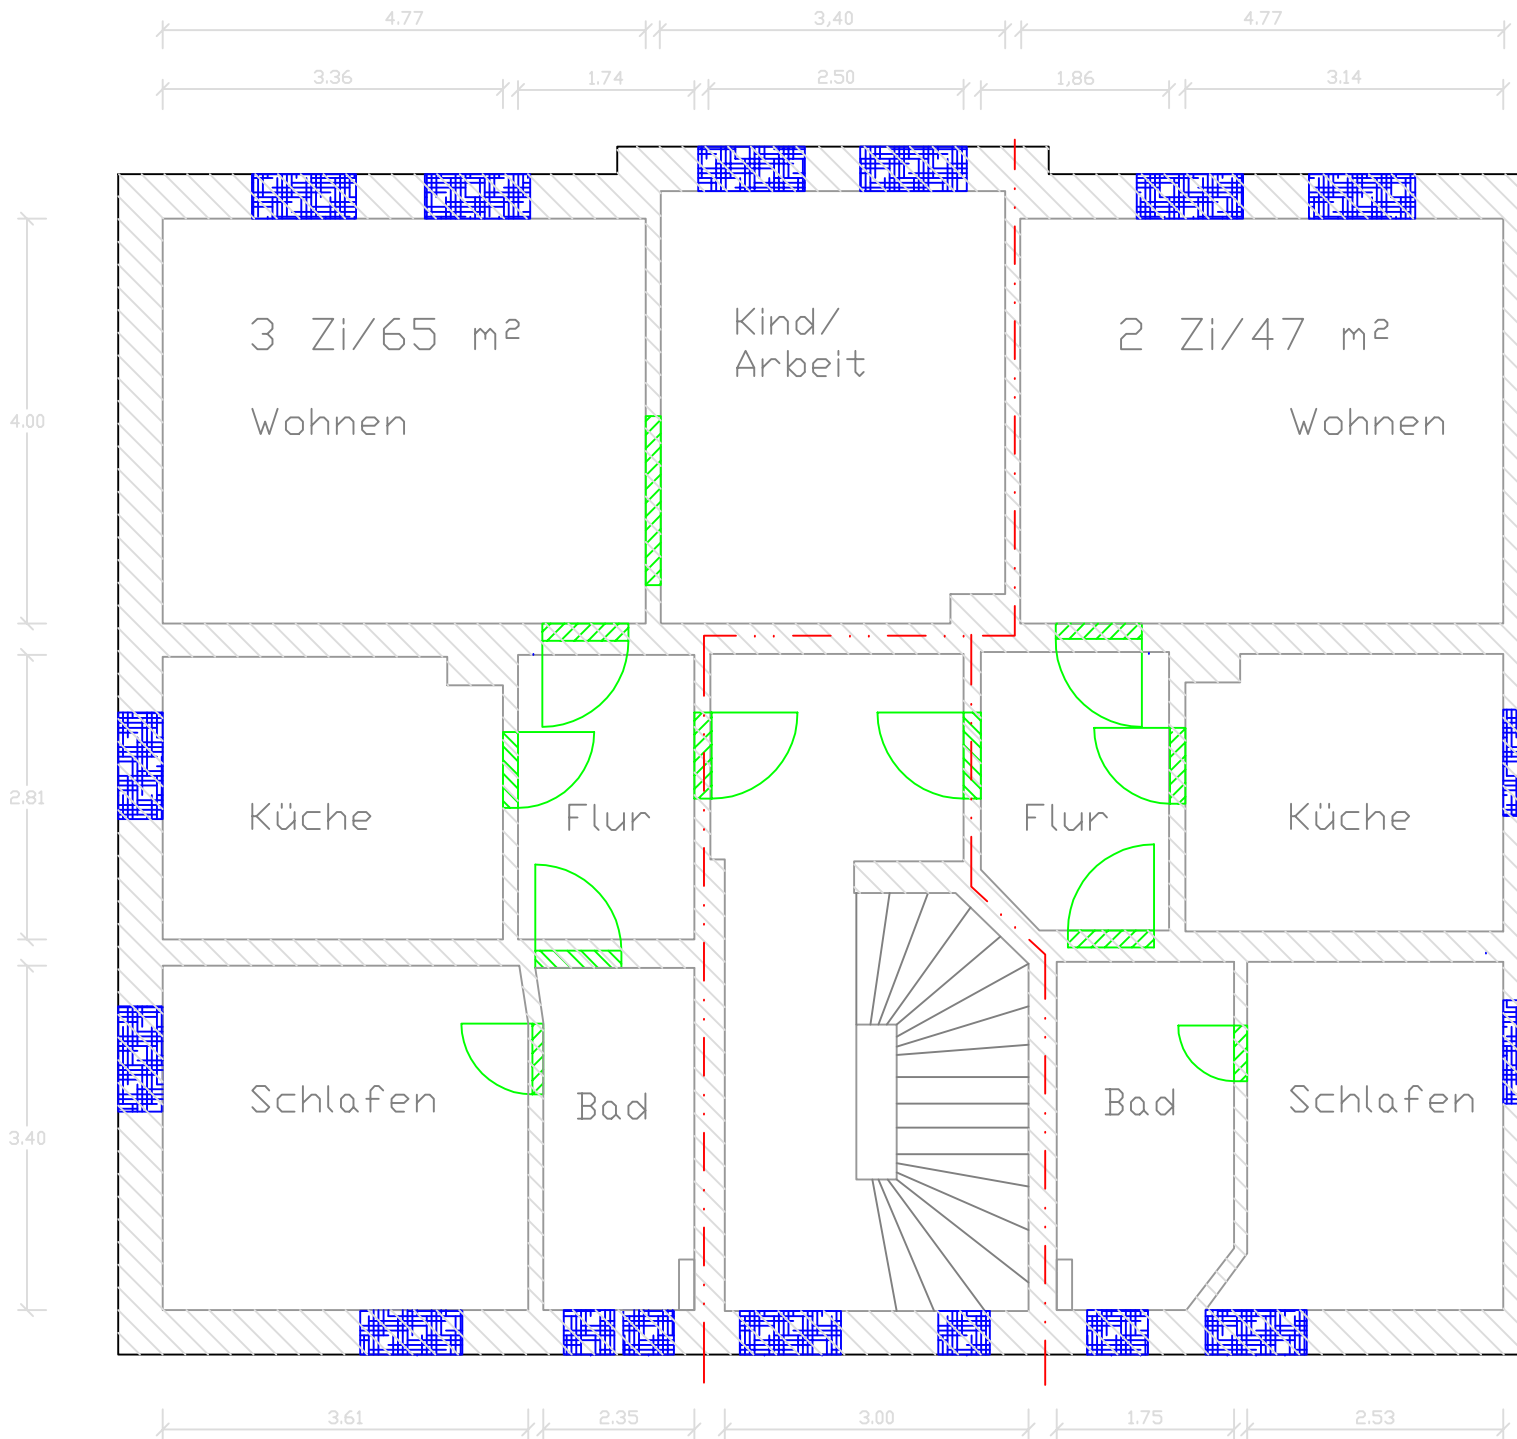 4.77
3,40
4.77
3.36
1.74
2.50
1,86
3.14
3 Zi/65 m²
Kind/
Arbeit
2 Zi/47 m²
Wohnen
Wohnen
4.00
2.81
Küche
Flur
Flur
Küche
Schlafen
Bad
Bad
Schlafen
3.40
3.61
2.35
3.00
1.75
2.53